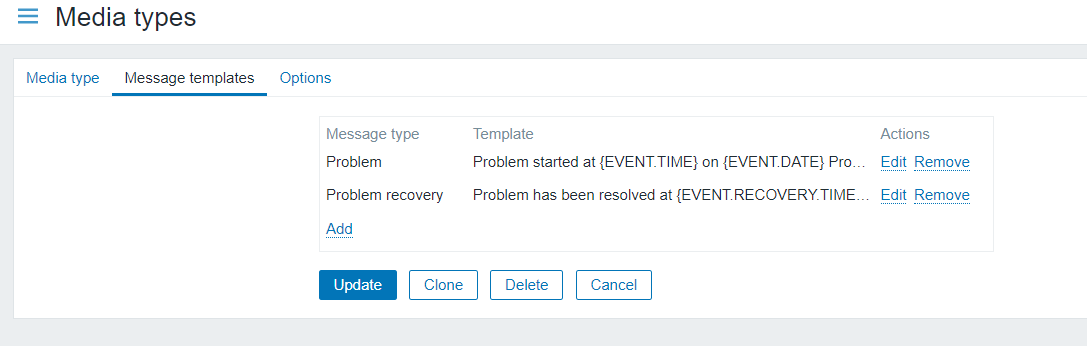 Media types
Media type Message templates Options
Message type Template Actions
Problem Problem started at {EVENT.TIME} on {EVENT.DATE} Pro... Edit Remove
Problem recovery Problem has been resolved at {EVENT.RECOVERY.TIME... Edit Remove
Add
Update Clone Delete Cancel